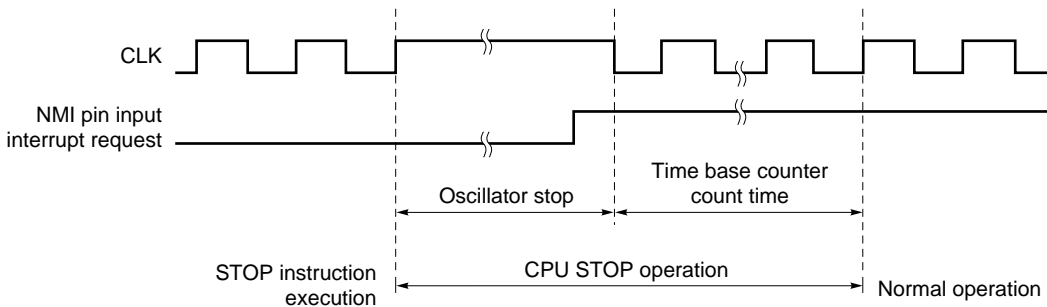 CLK
NMI pin input
interrupt request
Oscillator stop
Time base counter
count time
STOP instruction
execution
CPU STOP operation
Normal operation